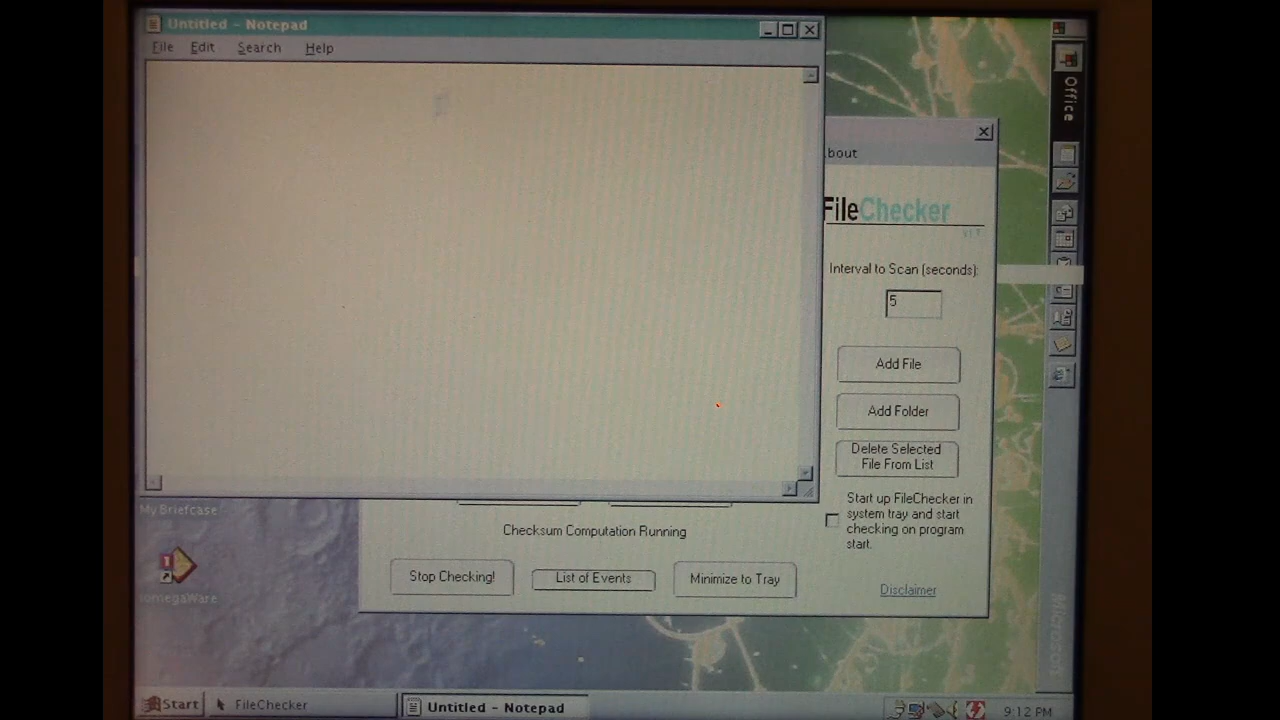 Untitled - Notepad
File Edit Search Help
bout
FileChecker
Interval to Scan (seconds):
5
Add File
Add Folder
Delete Selected
File From List
Start up FileChecker in
system tray and start
checking on program
start.
Checksum Computation Running
Stop Checking!
List of Events
Minimize to Tray
Disclaimer
Office
Microsoft
My Briefcase
IomegaWare
Start
FileChecker
Untitled - Notepad
9:12 PM